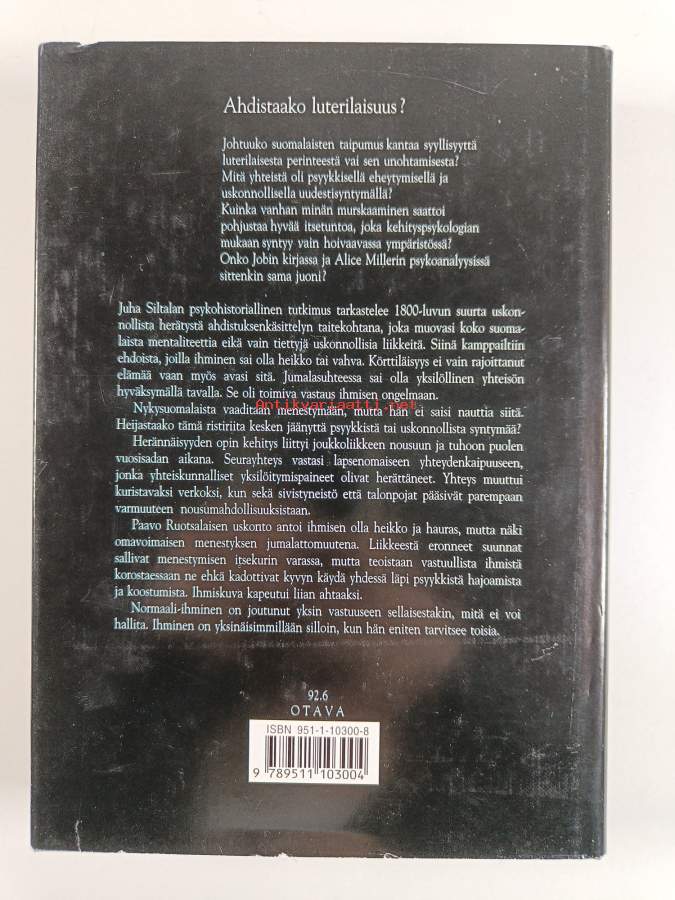 Ahdistaako luterilaisuus?
Johtuuko suomalaisten taipumus kantaa syyllisyyttä
luterilaisesta perinteestä vai sen unohtamisesta?
Mitä yhteistä oli psyykkisellä eheytymisellä ja
uskonnollisella uudestisyntymällä?
Kuinka vanhan minän murskaaminen saattoi
pohjustaa hyvää itsetuntoa, joka kehityspsykologian
mukaan syntyy vain hoivaavassa ympäristössä?
Onko Jobin kirjassa ja Alice Millerin psykoanalyysissä
sittenkin sama juoni?
Juha Siltalan psykohistoriallinen tutkimus tarkastelee 1800-luvun suurta uskon-
nollista herätystä ahdistuksenkäsittelyn taitekohtana, joka muovasi koko suoma-
laista mentaliteettia eikä vain tiettyjä uskonnollisia liikkeitä. Siinä kamppailtiin
ehdoista, joilla ihminen sai olla heikko tai vahva. Körttiläisyys ei vain rajoittanut
elämää vaan myös avasi sitä. Jumalasuhteessa sai olla yksilöllinen yhteisön
hyväksymällä tavalla. Se oli toimiva vastaus ihmisen ongelmaan.
Antikvariaatti.net
Nykysuomalaista vaaditaan menestymään, mutta hän ei saisi nauttia siitä.
Heijastaako tämä ristiriita kesken jäänyttä psyykkistä tai uskonnollista syntymää?
Herännäisyyden opin kehitys liittyi joukkoliikkeen nousuun ja tuhoon puolen
vuosisadan aikana. Seurayhteys vastasi lapsenomaiseen yhteydenkaipuuseen,
jonka yhteiskunnalliset yksilöitymispaineet olivat herättäneet. Yhteys muuttui
kuristavaksi verkoksi, kun sekä sivistyneistö että talonpojat pääsivät parempaan
varmuuteen nousumahdollisuuksistaan.
Paavo Ruotsalaisen uskonto antoi ihmisen olla heikko ja hauras, mutta näki
omavoimaisen menestyksen jumalattomuutena. Liikkeestä eronneet suunnat
sallivat menestymisen itsekurin varassa, mutta teoistaan vastuullista ihmistä
korostaessaan ne ehkä kadottivat kyvyn käydä yhdessä läpi psyykkistä hajoamista
ja koostumista. Ihmiskuva kapeutui liian ahtaaksi.
Normaali-ihminen on joutunut yksin vastuuseen sellaisestakin, mitä ei voi
hallita. Ihminen on yksinäisimmillään silloin, kun hän eniten tarvitsee toisia.
92.6
OTAVA
ISBN 951-1-10300-8
9 789511 103004